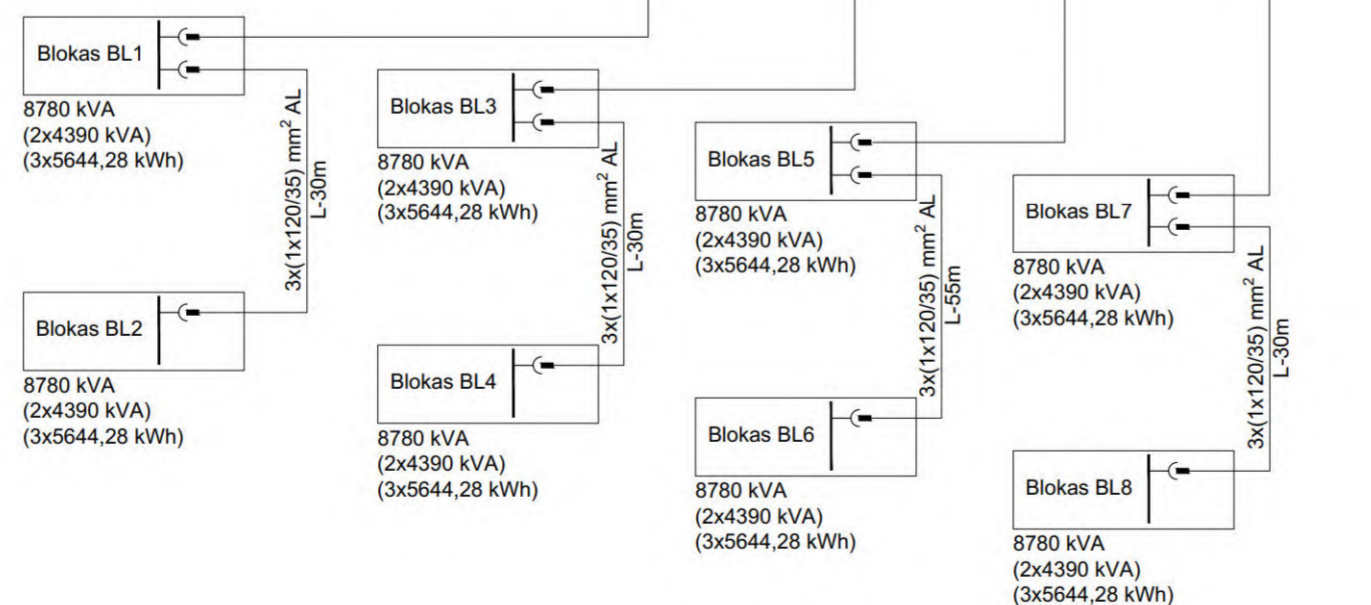 Blokas BL1
8780 kVA
(2x4390 kVA)
(3x5644,28 kWh)
3x(1x120/35) mm² AL
L-30m
Blokas BL2
8780 kVA
(2x4390 kVA)
(3x5644,28 kWh)
Blokas BL3
8780 kVA
(2x4390 kVA)
(3x5644,28 kWh)
3x(1x120/35) mm² AL
L-30m
Blokas BL4
8780 kVA
(2x4390 kVA)
(3x5644,28 kWh)
Blokas BL5
8780 kVA
(2x4390 kVA)
(3x5644,28 kWh)
3x(1x120/35) mm² AL
L-55m
Blokas BL6
8780 kVA
(2x4390 kVA)
(3x5644,28 kWh)
Blokas BL7
8780 kVA
(2x4390 kVA)
(3x5644,28 kWh)
3x(1x120/35) mm² AL
L-30m
Blokas BL8
8780 kVA
(2x4390 kVA)
(3x5644,28 kWh)